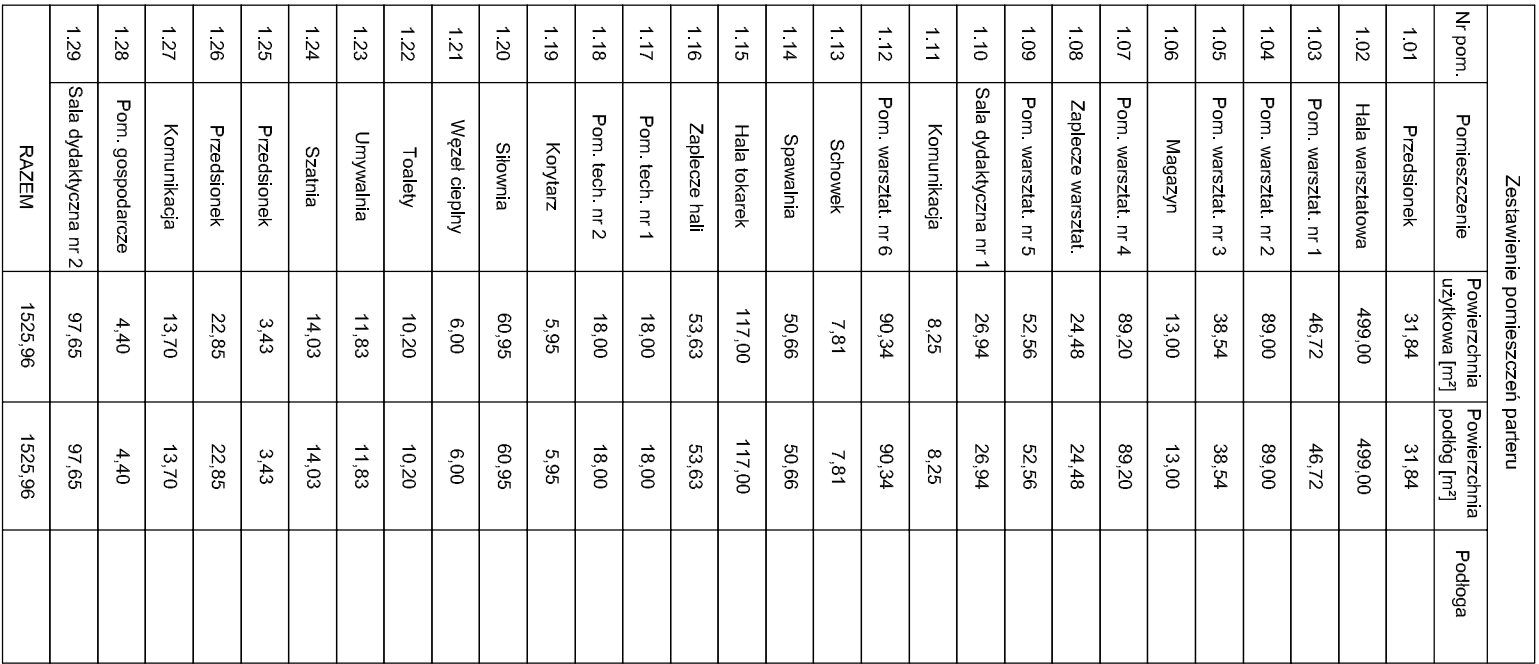 Zestawienie pomieszczeń parteru
Nr pom. Pomieszczenie Powierzchnia użytkowa [m²] Powierzchnia podłóg [m²] Podłoga
1.01 Przedsionek 31,84 31,84
1.02 Hala warsztatowa 499,00 499,00
1.03 Pom. warsztat. nr 1 46,72 46,72
1.04 Pom. warsztat. nr 2 89,00 89,00
1.05 Pom. warsztat. nr 3 38,54 38,54
1.06 Magazyn 13,00 13,00
1.07 Pom. warsztat. nr 4 89,20 89,20
1.08 Zaplecze warsztat. 24,48 24,48
1.09 Pom. warsztat. nr 5 52,56 52,56
1.10 Sala dydaktyczna nr 1 26,94 26,94
1.11 Komunikacja 8,25 8,25
1.12 Pom. warsztat. nr 6 90,34 90,34
1.13 Schowek 7,81 7,81
1.14 Spawalnia 50,66 50,66
1.15 Hala tokarek 117,00 117,00
1.16 Zaplecze hali 53,63 53,63
1.17 Pom. tech. nr 1 18,00 18,00
1.18 Pom. tech. nr 2 18,00 18,00
1.19 Korytarz 5,95 5,95
1.20 Siłownia 60,95 60,95
1.21 Węzeł cieplny 6,00 6,00
1.22 Toalety 10,20 10,20
1.23 Umywalnia 11,83 11,83
1.24 Szatnia 14,03 14,03
1.25 Przedsionek 3,43 3,43
1.26 Przedsionek 22,85 22,85
1.27 Komunikacja 13,70 13,70
1.28 Pom. gospodarcze 4,40 4,40
1.29 Sala dydaktyczna nr 2 97,65 97,65
RAZEM 1525,96 1525,96